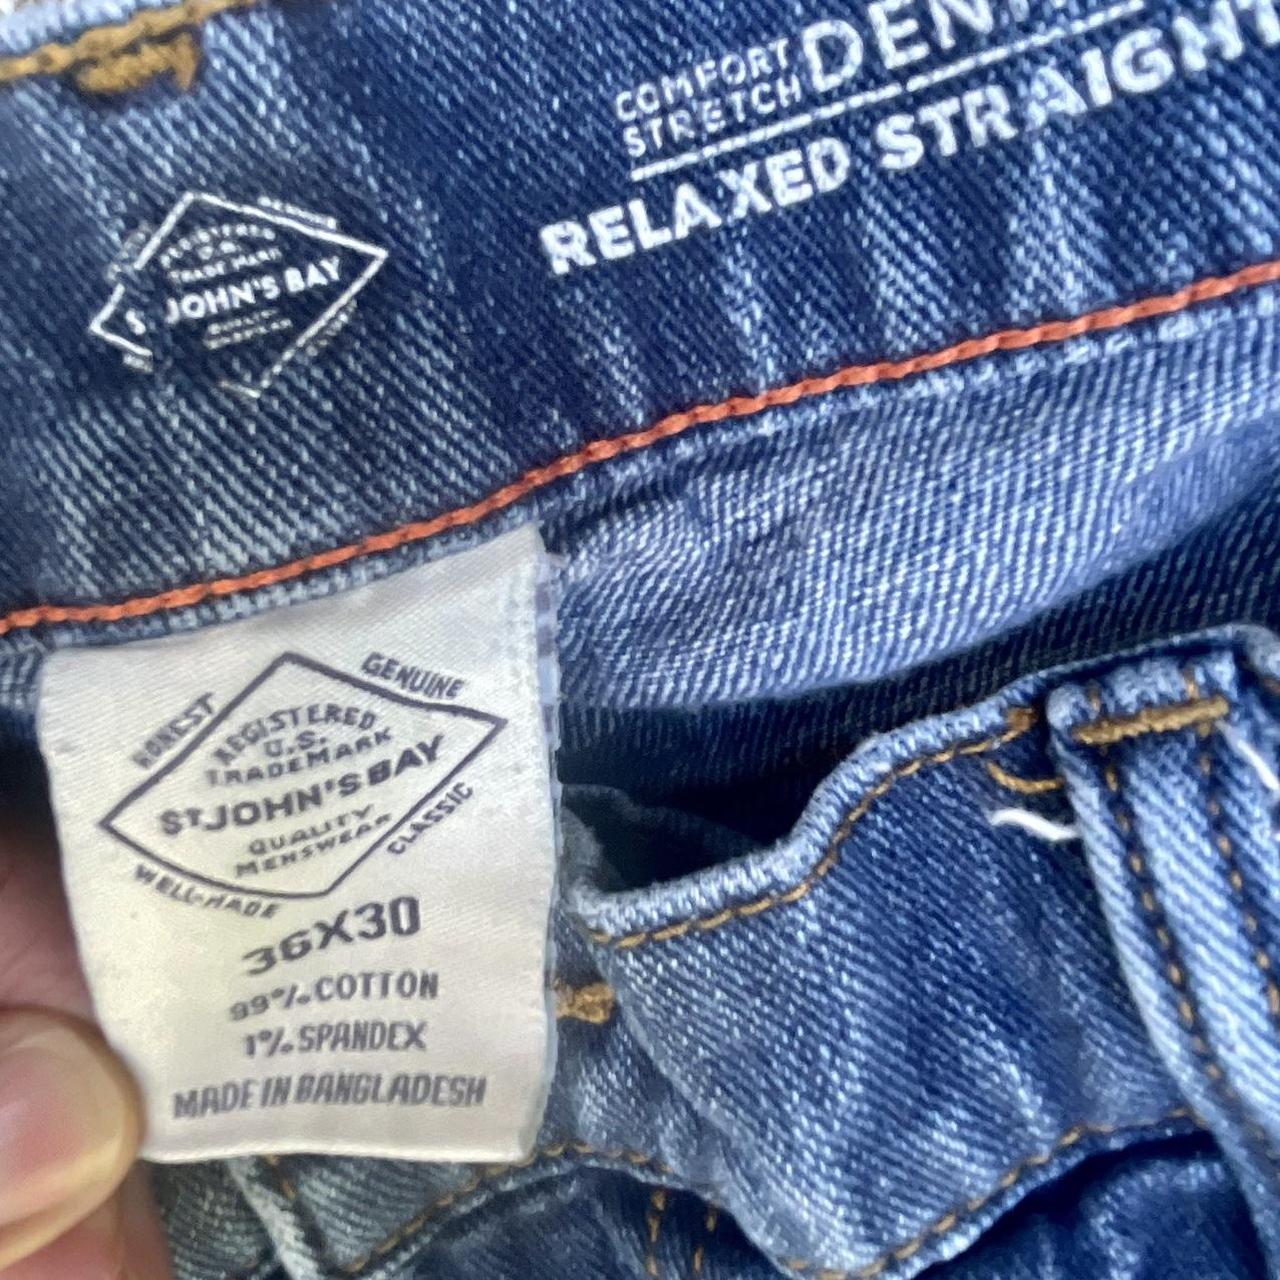 COMFORT
STRETCH
RELAXED STRAIGHT
REGISTERED
U.S.
TRADE MARK
JOHN'S BAY
GENUINE
HONEST
REGISTERED
U.S.
TRADEMARK
ST. JOHN'S BAY
QUALITY
MENSWEAR
CLASSIC
WELL-MADE
36X30
99% COTTON
1% SPANDEX
MADE IN BANGLADESH